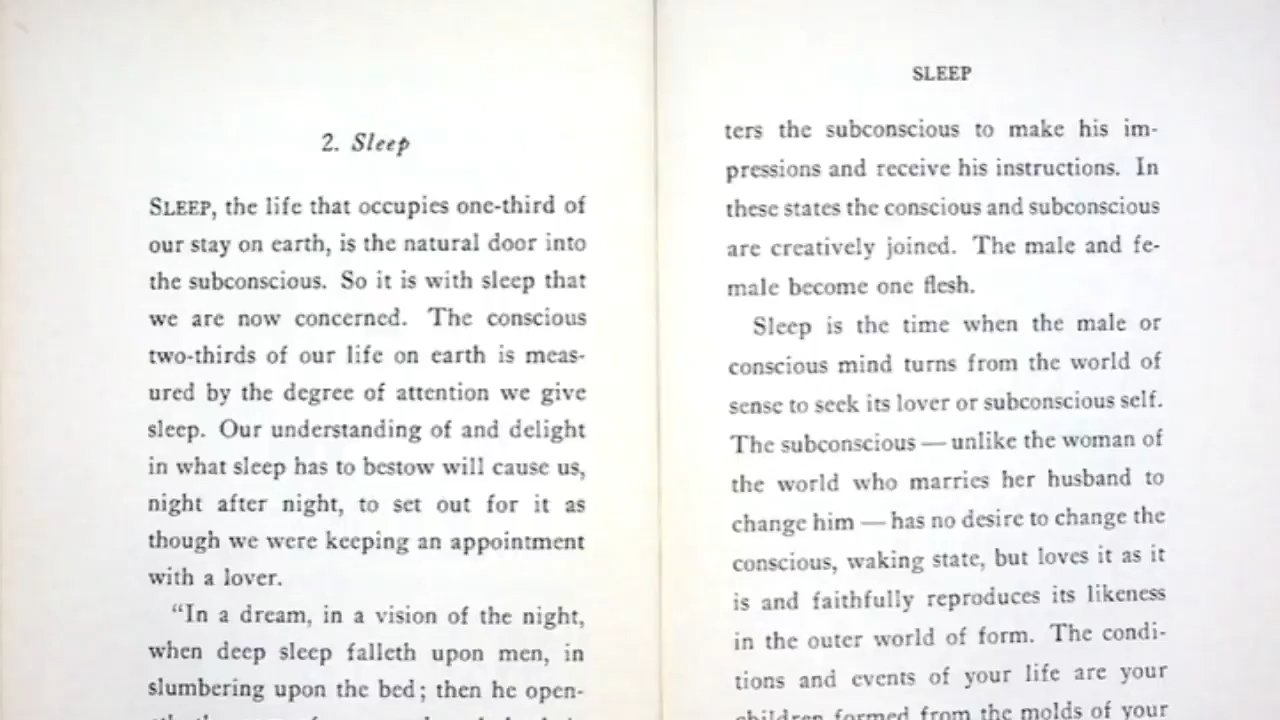 2. Sleep
SLEEP, the life that occupies one-third of
our stay on earth, is the natural door into
the subconscious. So it is with sleep that
we are now concerned. The conscious
two-thirds of our life on earth is meas-
ured by the degree of attention we give
sleep. Our understanding of and delight
in what sleep has to bestow will cause us,
night after night, to set out for it as
though we were keeping an appointment
with a lover.
“In a dream, in a vision of the night,
when deep sleep falleth upon men, in
slumbering upon the bed; then he open-
SLEEP
ters the subconscious to make his im-
pressions and receive his instructions. In
these states the conscious and subconscious
are creatively joined. The male and fe-
male become one flesh.
Sleep is the time when the male or
conscious mind turns from the world of
sense to seek its lover or subconscious self.
The subconscious — unlike the woman of
the world who marries her husband to
change him — has no desire to change the
conscious, waking state, but loves it as it
is and faithfully reproduces its likeness
in the outer world of form. The condi-
tions and events of your life are your
children formed from the molds of your